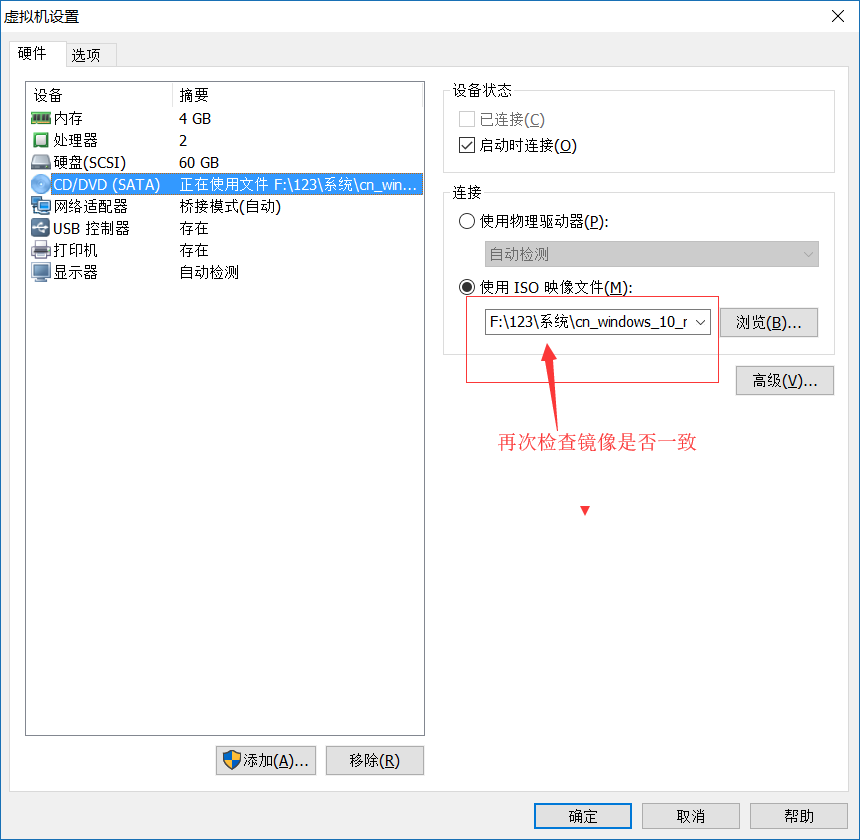 虚拟机设置
硬件 选项
设备 摘要
内存 4 GB
处理器 2
硬盘(SCSI) 60 GB
CD/DVD (SATA) 正在使用文件 F:\123\系统\cn_win...
网络适配器 桥接模式(自动)
USB 控制器 存在
打印机 存在
显示器 自动检测
添加(A)... 移除(R)
设备状态
已连接(C)
启动时连接(O)
连接
使用物理驱动器(P):
自动检测
使用 ISO 映像文件(M):
F:\123\系统\cn_windows_10_r 浏览(B)...
高级(V)...
再次检查镜像是否一致
确定 取消 帮助